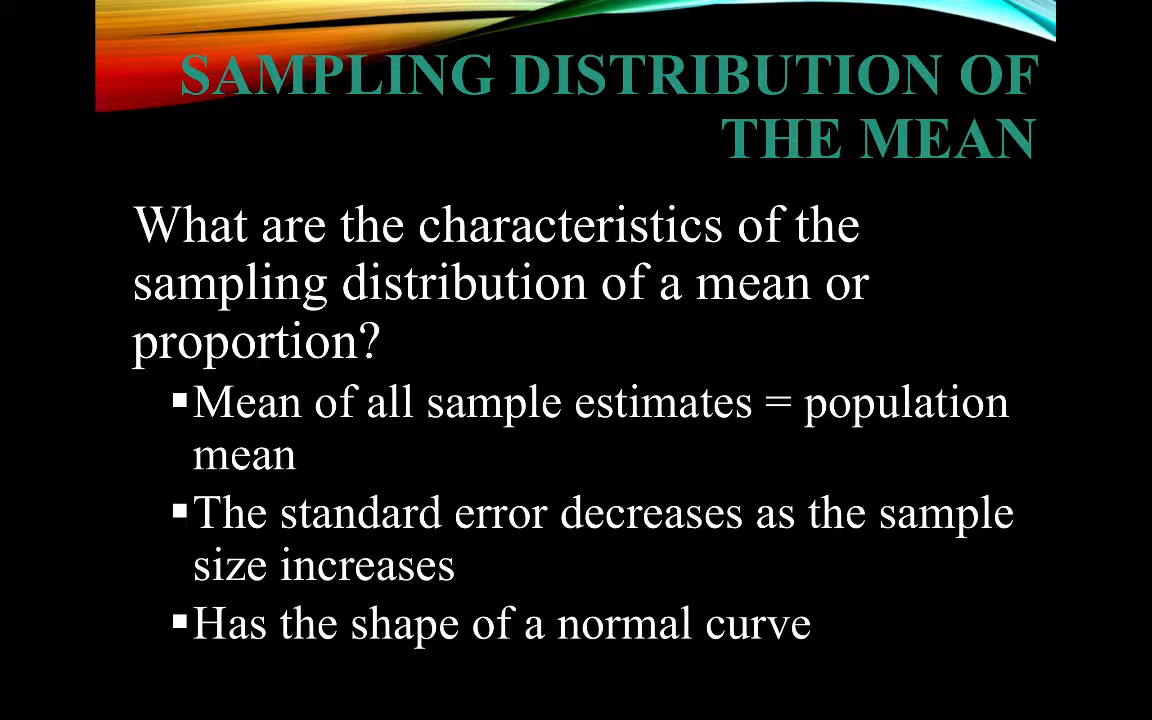 SAMPLING DISTRIBUTION OF
THE MEAN
What are the characteristics of the
sampling distribution of a mean or
proportion?
▪Mean of all sample estimates = population
mean
▪The standard error decreases as the sample
size increases
▪Has the shape of a normal curve